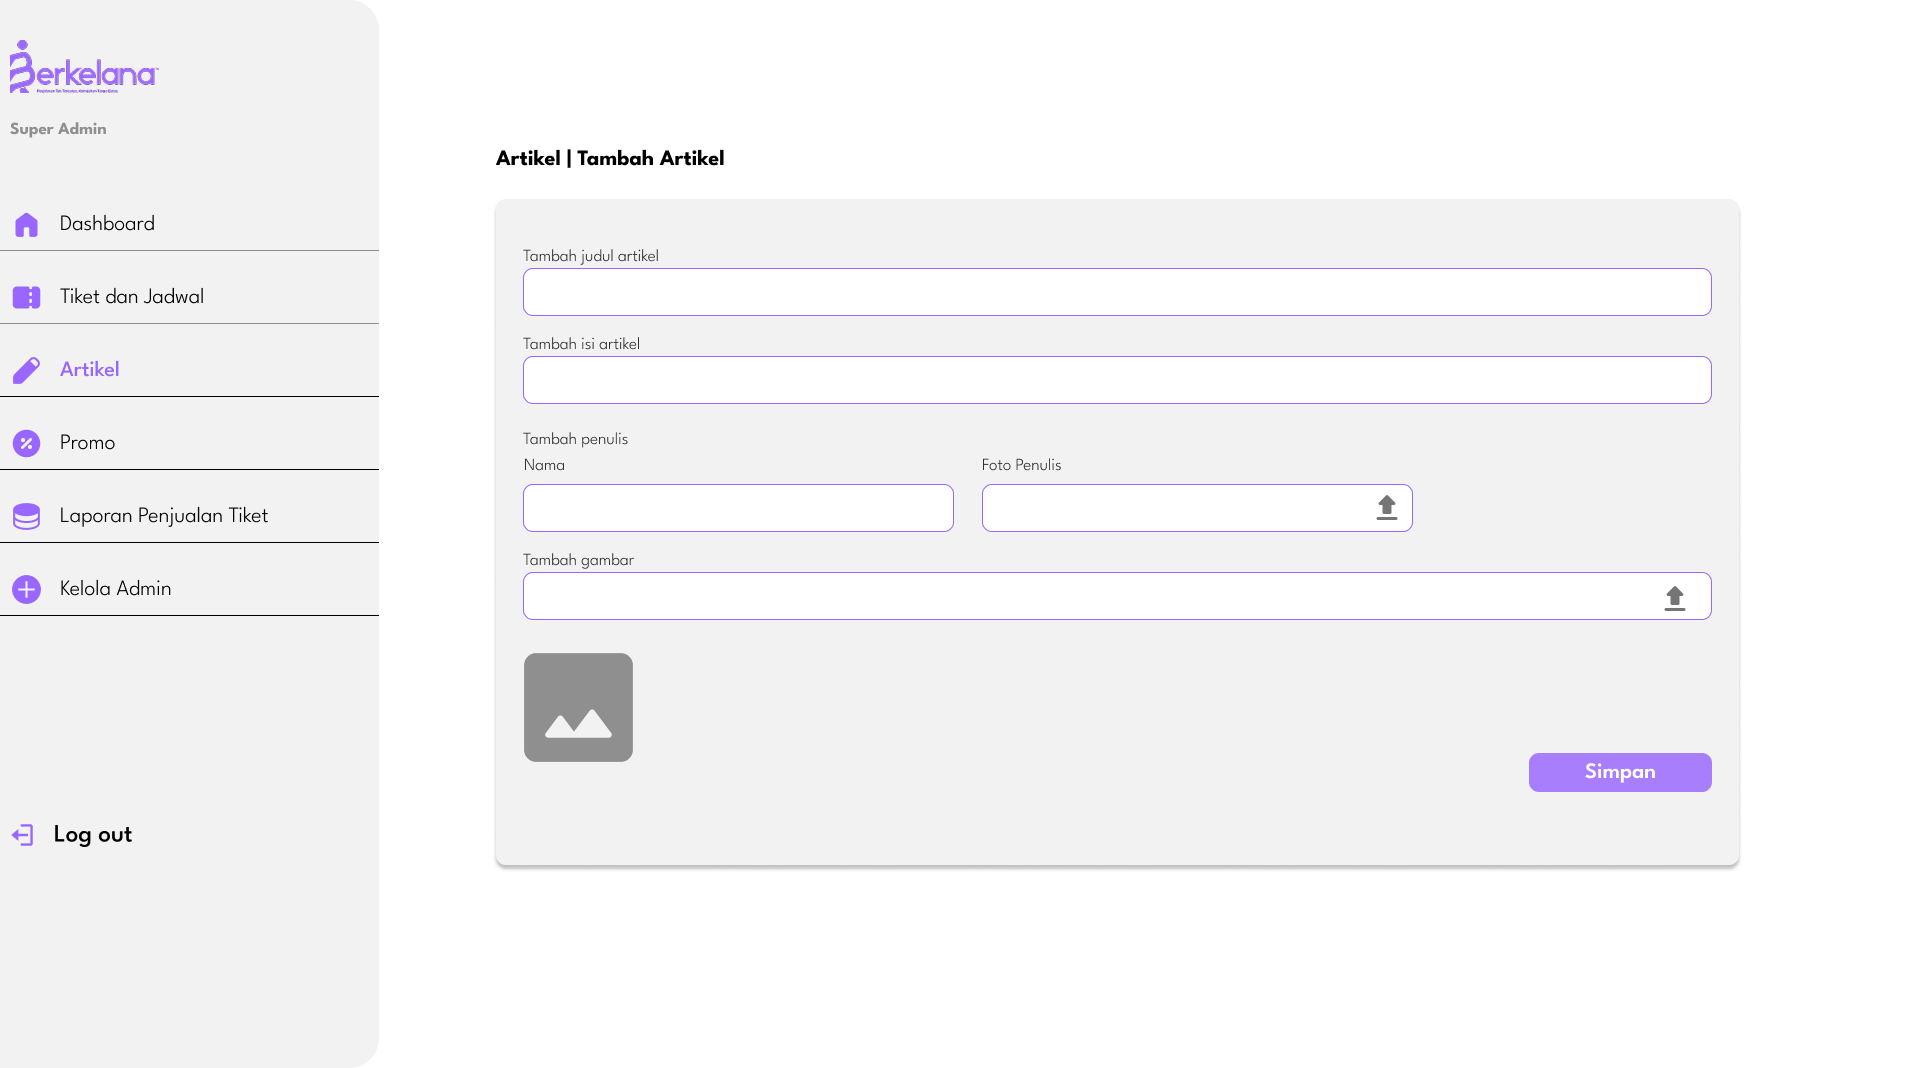 Berkelana
Super Admin
Dashboard
Tiket dan Jadwal
Artikel
Promo
Laporan Penjualan Tiket
Kelola Admin
Log out
Artikel | Tambah Artikel
Tambah judul artikel
Tambah isi artikel
Tambah penulis
Nama
Foto Penulis
Tambah gambar
Simpan